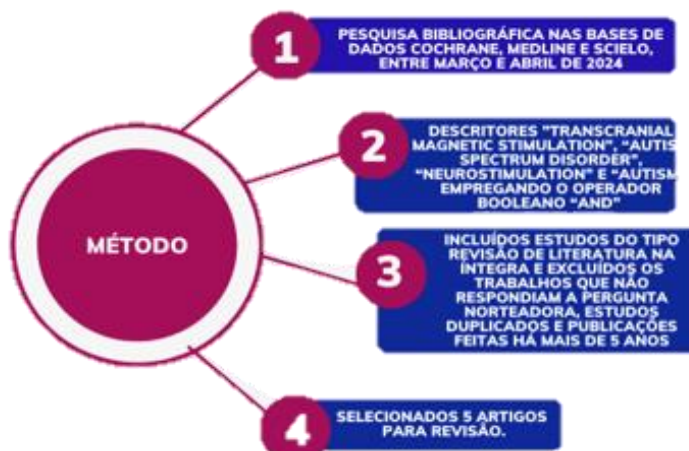 MÉTODO
1
PESQUISA BIBLIOGRÁFICA NAS BASES DE
DADOS COCHRANE, MEDLINE E SCIELO,
ENTRE MARÇO E ABRIL DE 2024
2
DESCRITORES "TRANSCRANIAL
MAGNETIC STIMULATION", "AUTIS
SPECTRUM DISORDER",
"NEUROSTIMULATION" E "AUTISM
EMPREGANDO O OPERADOR
BOOLEANO "AND"
3
INCLUÍDOS ESTUDOS DO TIPO
REVISÃO DE LITERATURA NA
ÍNTEGRA E EXCLUÍDOS OS
TRABALHOS QUE NÃO
RESPONDIAM A PERGUNTA
NORTEADORA, ESTUDOS
DUPLICADOS E PUBLICAÇÕES
FEITAS HÁ MAIS DE 5 ANOS
4
SELECIONADOS 5 ARTIGOS
PARA REVISÃO.